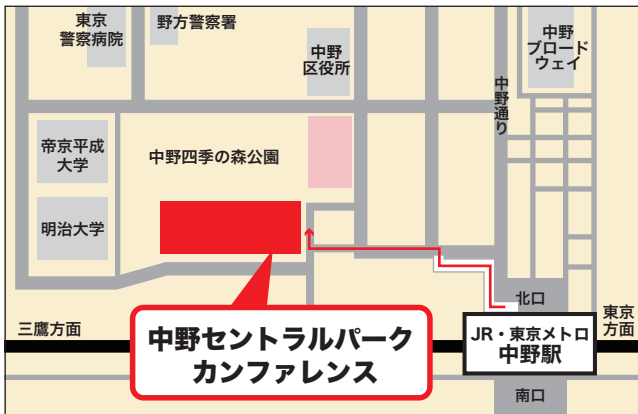 東京
警察病院
野方警察署
中野
区役所
中野
ブロード
ウェイ
中野通り
帝京平成
大学
中野四季の森公園
明治大学
北口
三鷹方面
東京
方面
中野セントラルパーク
カンファレンス
JR・東京メトロ
中野駅
南口